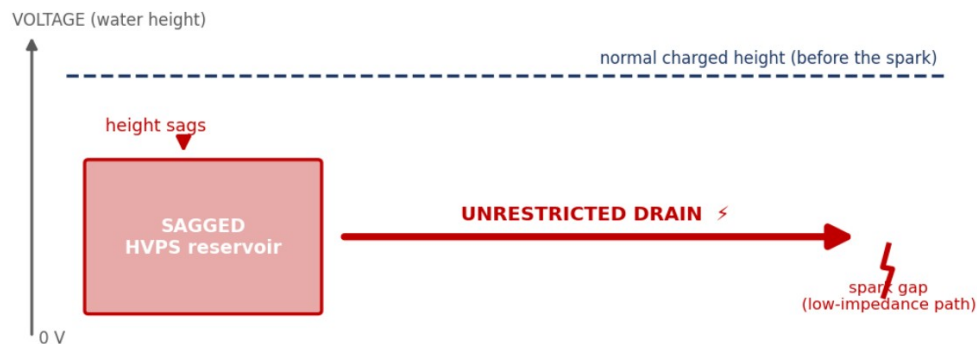 VOLTAGE (water height)
normal charged height (before the spark)
height sags
UNRESTRICTED DRAIN ⚡
SAGGED
HVPS reservoir
spark gap
(low-impedance path)
0 V